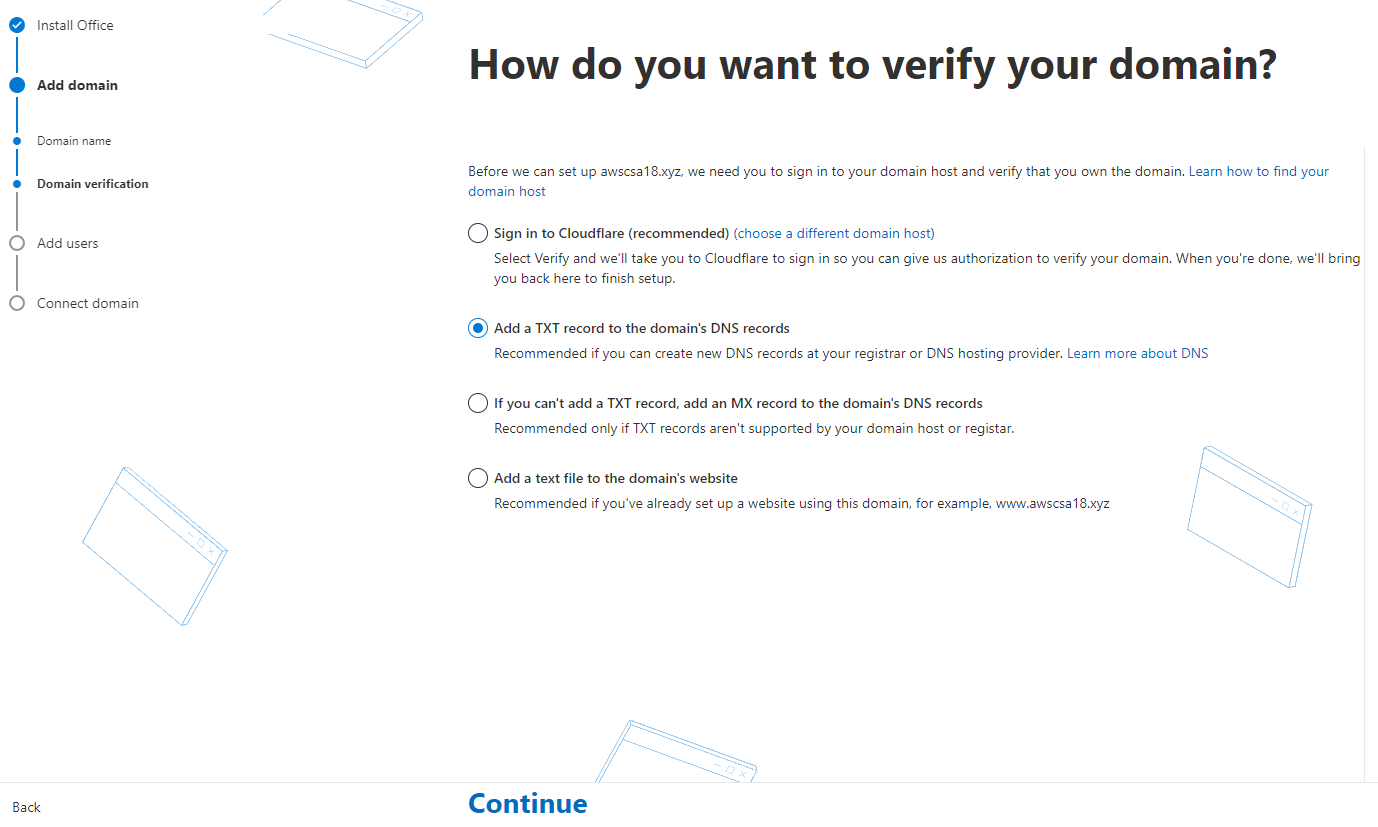 Install Office
Add domain
Domain name
Domain verification
Add users
Connect domain
How do you want to verify your domain?
Before we can set up awscsa18.xyz, we need you to sign in to your domain host and verify that you own the domain. Learn how to find your
domain host
Sign in to Cloudflare (recommended) (choose a different domain host)
Select Verify and we'll take you to Cloudflare to sign in so you can give us authorization to verify your domain. When you're done, we'll bring
you back here to finish setup.
Add a TXT record to the domain's DNS records
Recommended if you can create new DNS records at your registrar or DNS hosting provider. Learn more about DNS
If you can't add a TXT record, add an MX record to the domain's DNS records
Recommended only if TXT records aren't supported by your domain host or registar.
Add a text file to the domain's website
Recommended if you've already set up a website using this domain, for example, www.awscsa18.xyz
Back
Continue